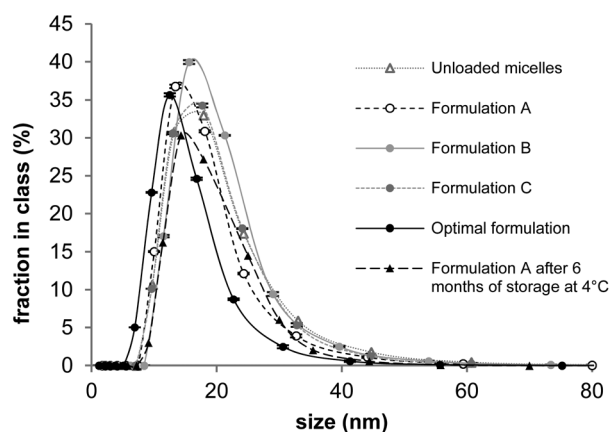 45
40
35
30
25
20
15
10
5
0
fraction in class (%)
0 20 40 60 80
size (nm)
Unloaded micelles
Formulation A
Formulation B
Formulation C
Optimal formulation
Formulation A after 6
months of storage at 4°C